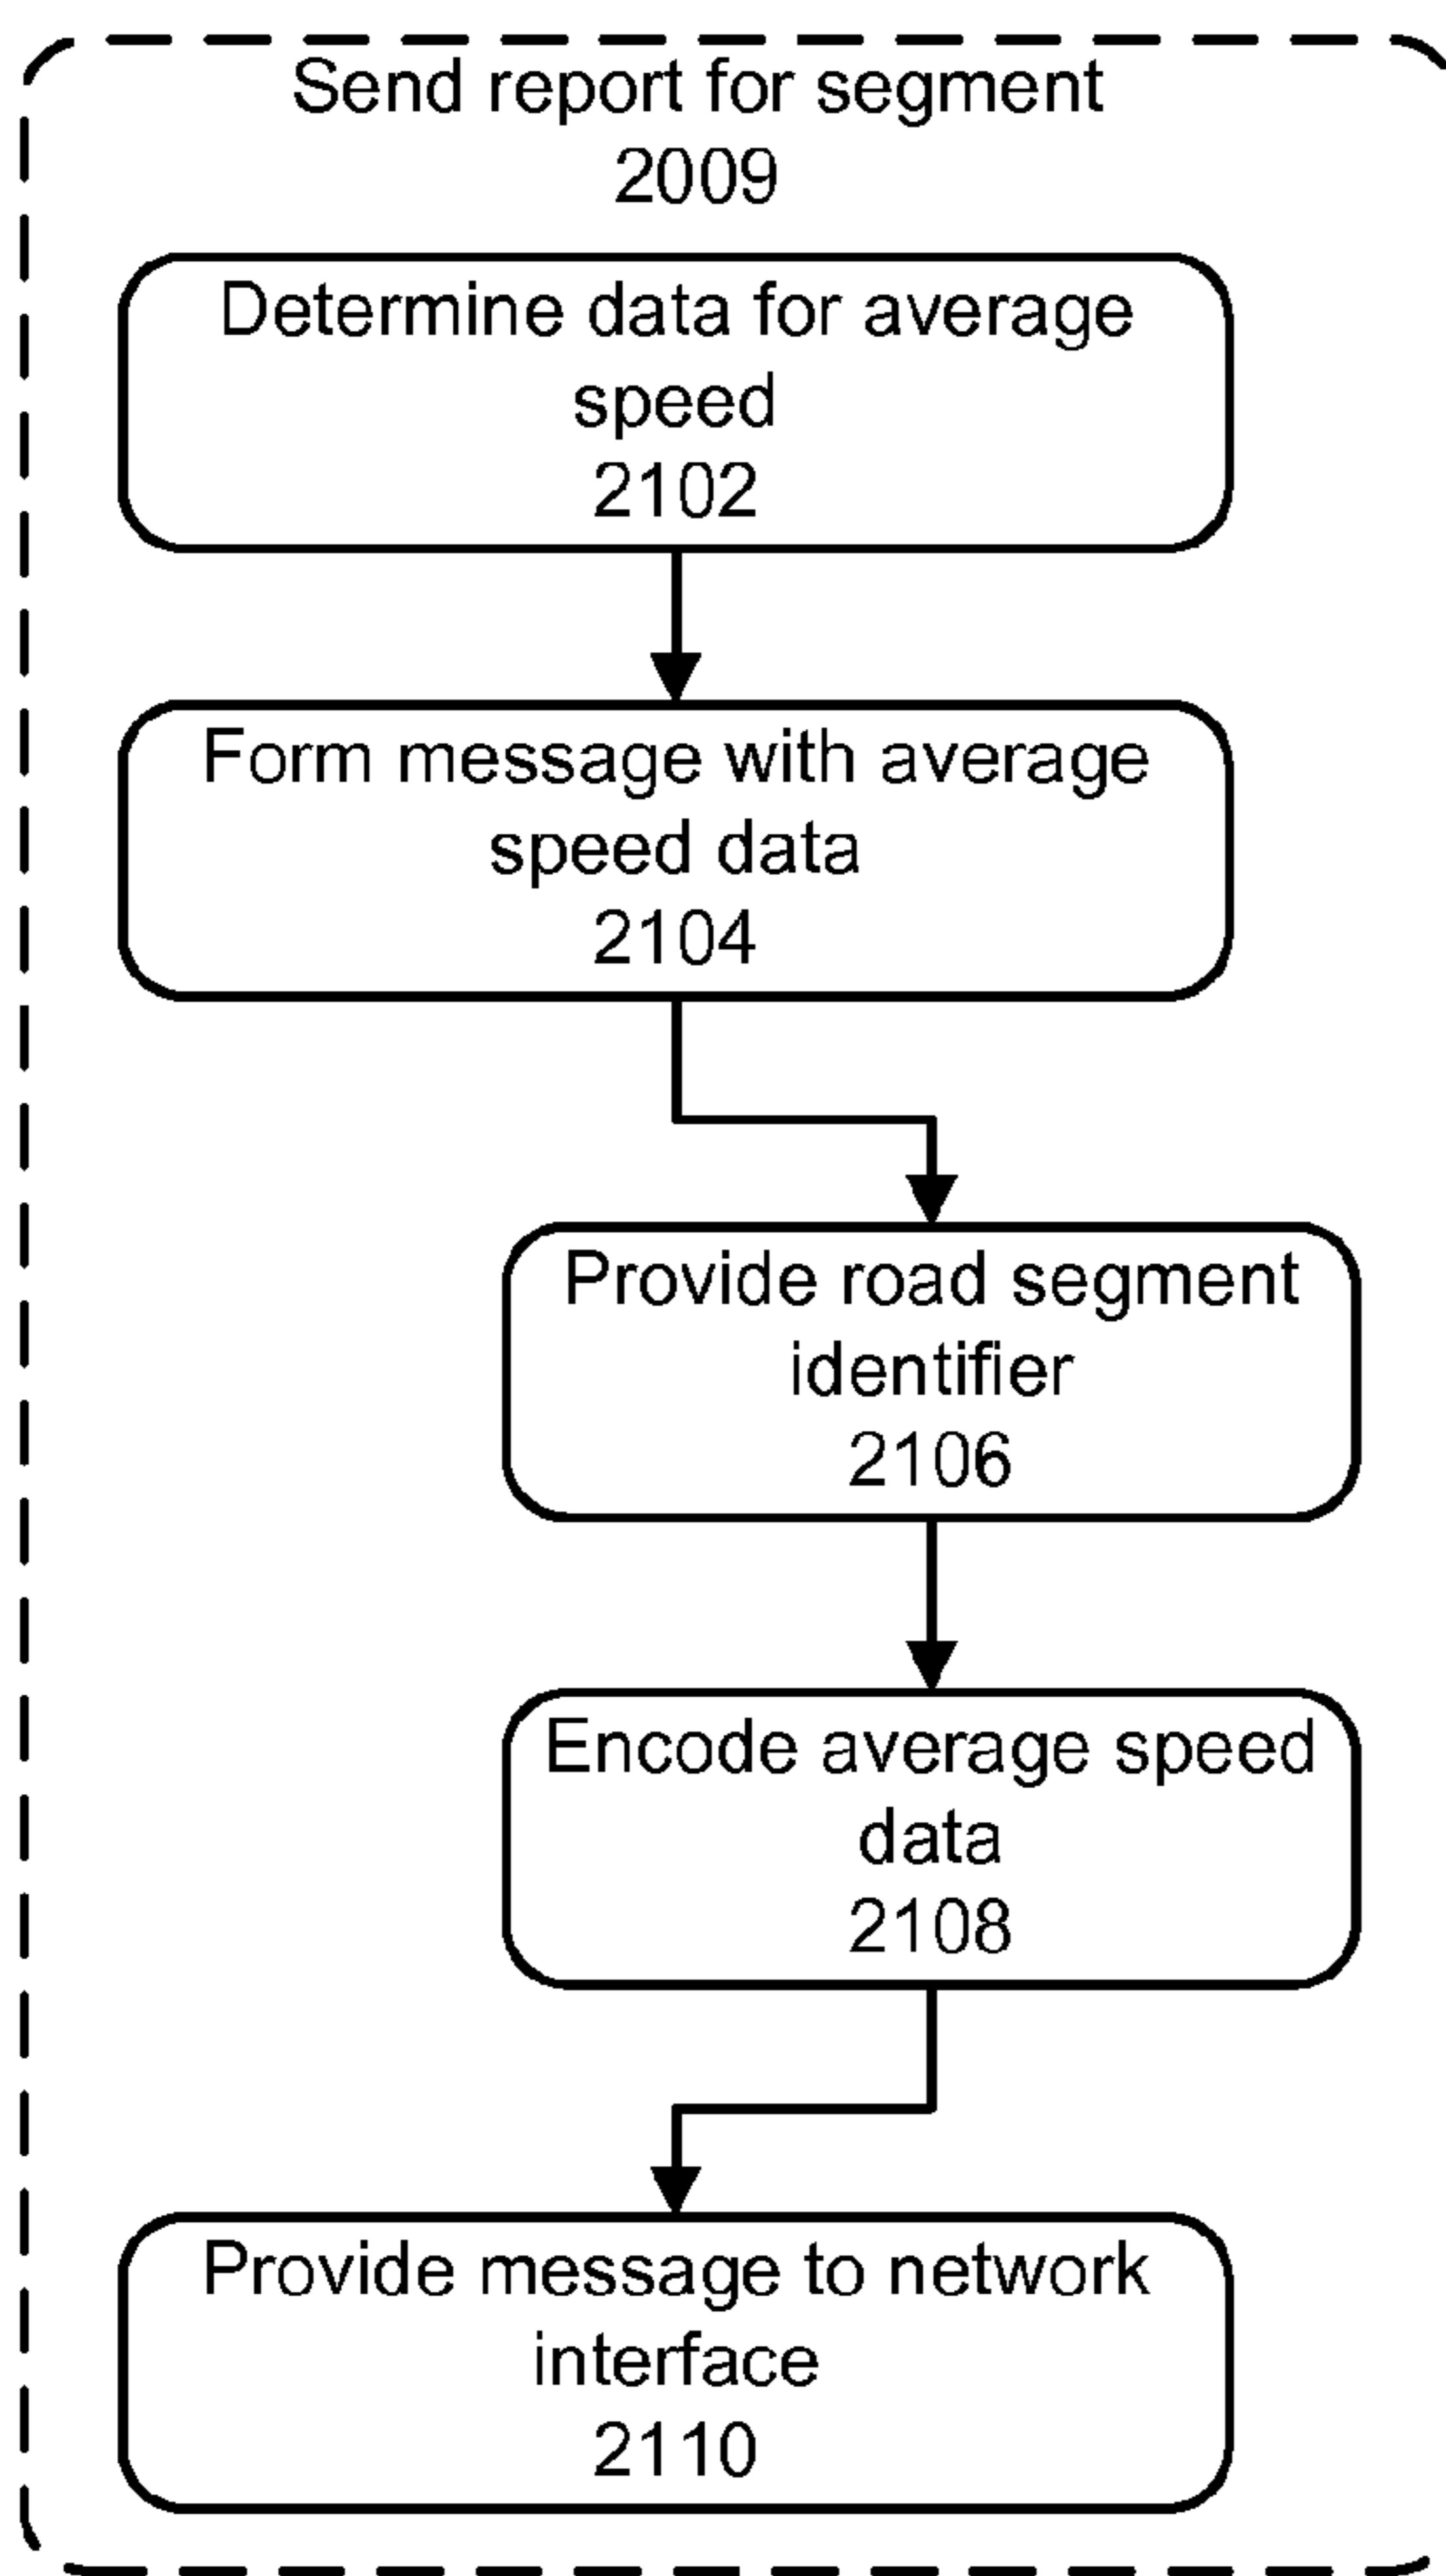 Send report for segment
2009
Determine data for average
speed
2102
Form message with average
speed data
2104
Provide road segment
identifier
2106
Encode average speed
data
2108
Provide message to network
interface
2110